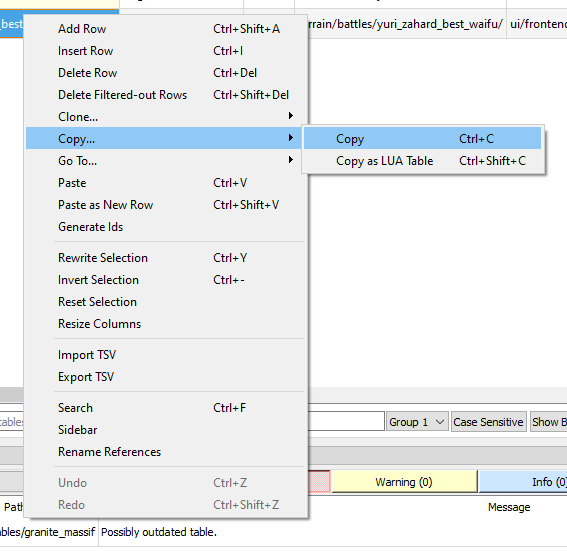 _best rrain/battles/yuri_zahard_best_waifu/ ui/frontend
Add Row Ctrl+Shift+A
Insert Row Ctrl+I
Delete Row Ctrl+Del
Delete Filtered-out Rows Ctrl+Shift+Del
Clone...
Copy...
Copy Ctrl+C
Go To...
Copy as LUA Table Ctrl+Shift+C
Paste Ctrl+V
Paste as New Row Ctrl+Shift+V
Generate Ids
Rewrite Selection Ctrl+Y
Invert Selection Ctrl+-
Reset Selection
Resize Columns
Import TSV
Export TSV
Search Ctrl+F
tables Group 1 Case Sensitive Show B
Sidebar
Rename References
Undo Ctrl+Z
Warning (0) Info (0)
Redo Ctrl+Shift+Z
Path Message
bles/granite_massif Possibly outdated table.